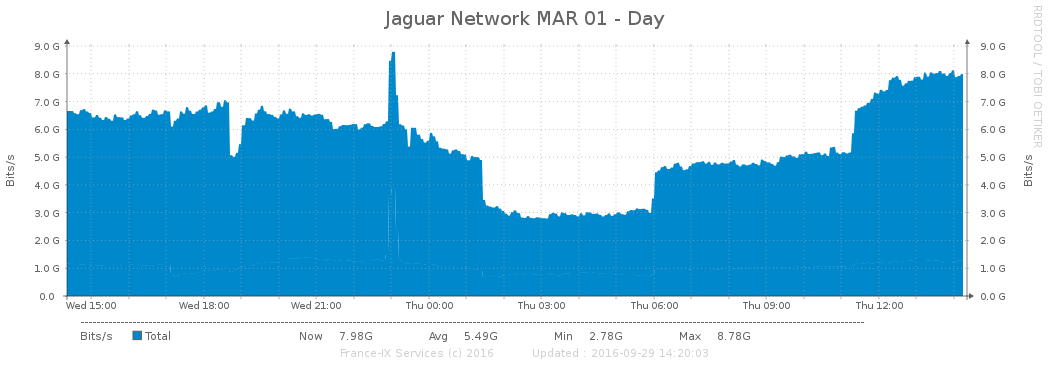 Jaguar Network MAR 01 - Day
RRDTOOL / TOBI OETIKER
Bits/s
9.0 G 9.0 G
8.0 G 8.0 G
7.0 G 7.0 G
6.0 G 6.0 G
5.0 G 5.0 G
4.0 G 4.0 G
3.0 G 3.0 G
2.0 G 2.0 G
1.0 G 1.0 G
0.0 0.0 G
Bits/s
Wed 15:00 Wed 18:00 Wed 21:00 Thu 00:00 Thu 03:00 Thu 06:00 Thu 09:00 Thu 12:00
Bits/s Total Now 7.98G Avg 5.49G Min 2.78G Max 8.78G
France-IX Services (c) 2016 Updated : 2016-09-29 14:20:03